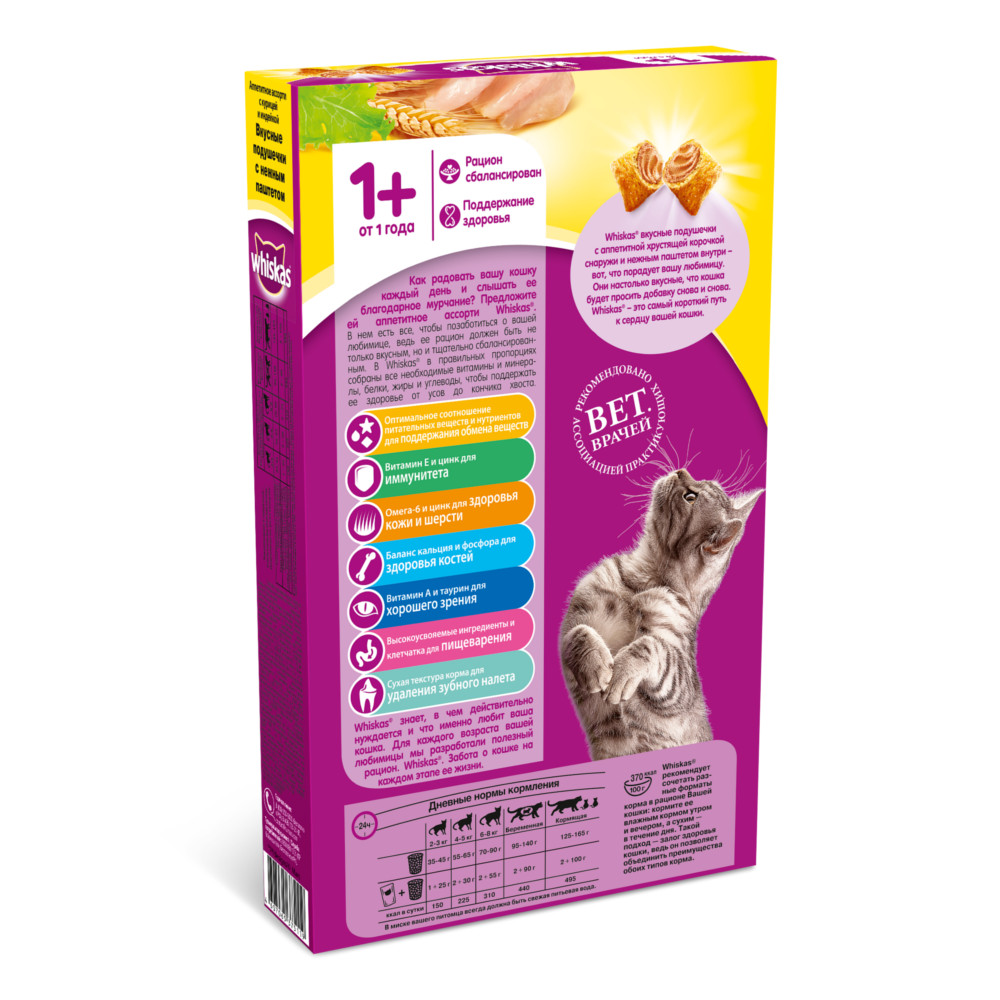 Аппетитное ассорти
с курицей
и индейкой
Вкусные
подушечки
с нежным
паштетом
whiskas
1+
от 1 года
Рацион
сбалансирован
Поддержание
здоровья
Whiskas® вкусные подушечки
с аппетитной хрустящей корочкой
снаружи и нежным паштетом внутри –
вот, что порадует вашу любимицу.
Они настолько вкусные, что кошка
будет просить добавку снова и снова.
Whiskas® – это самый короткий путь
к сердцу вашей кошки.
Как радовать вашу кошку
каждый день и слышать ее
благодарное мурчание? Предложите
ей аппетитное ассорти Whiskas®.
В нем есть все, чтобы позаботиться о вашей
любимице, ведь ее рацион должен быть не
только вкусным, но и тщательно сбалансирован-
ным. В Whiskas® в правильных пропорциях
собраны все необходимые витамины и минера-
лы, белки, жиры и углеводы, чтобы поддержать
ее здоровье от усов до кончика хвоста.
РЕКОМЕНДОВАНО
АССОЦИАЦИЕЙ ПРАКТИКУЮЩИХ
ВЕТ.
ВРАЧЕЙ
Оптимальное соотношение
питательных веществ и нутриентов
для поддержания обмена веществ
Витамин Е и цинк для
иммунитета
Омега-6 и цинк для здоровья
кожи и шерсти
Баланс кальция и фосфора для
здоровья костей
Витамин А и таурин для
хорошего зрения
Высокоусвояемые ингредиенты и
клетчатка для пищеварения
Сухая текстура корма для
удаления зубного налета
Whiskas® знает, в чем действительно
нуждается и что именно любит ваша
кошка. Для каждого возраста вашей
любимицы мы разработали полезный
рацион. Whiskas®. Забота о кошке на
каждом этапе ее жизни.
Дневные нормы кормления
24ч
2-3 кг 4-5 кг 6-8 кг Беременная Кормящая
35-45 г 55-65 г 70-90 г 95-140 г 125-165 г
+ 1 + 25 г 2 + 30 г 2 + 55 г 2 + 90 г 2 + 100 г
ккал в сутки 150 225 310 440 495
В миске вашего питомца всегда должна быть свежая питьевая вода.
370 ккал
100 г
Whiskas®
рекомендует
сочетать раз-
ные форматы
корма в рационе Вашей
кошки: кормите ее
влажным кормом утром
и вечером, а сухим –
в течение дня. Такой
подход – залог здоровья
кошки, ведь он позволяет
объединить преимущества
обоих типов корма.